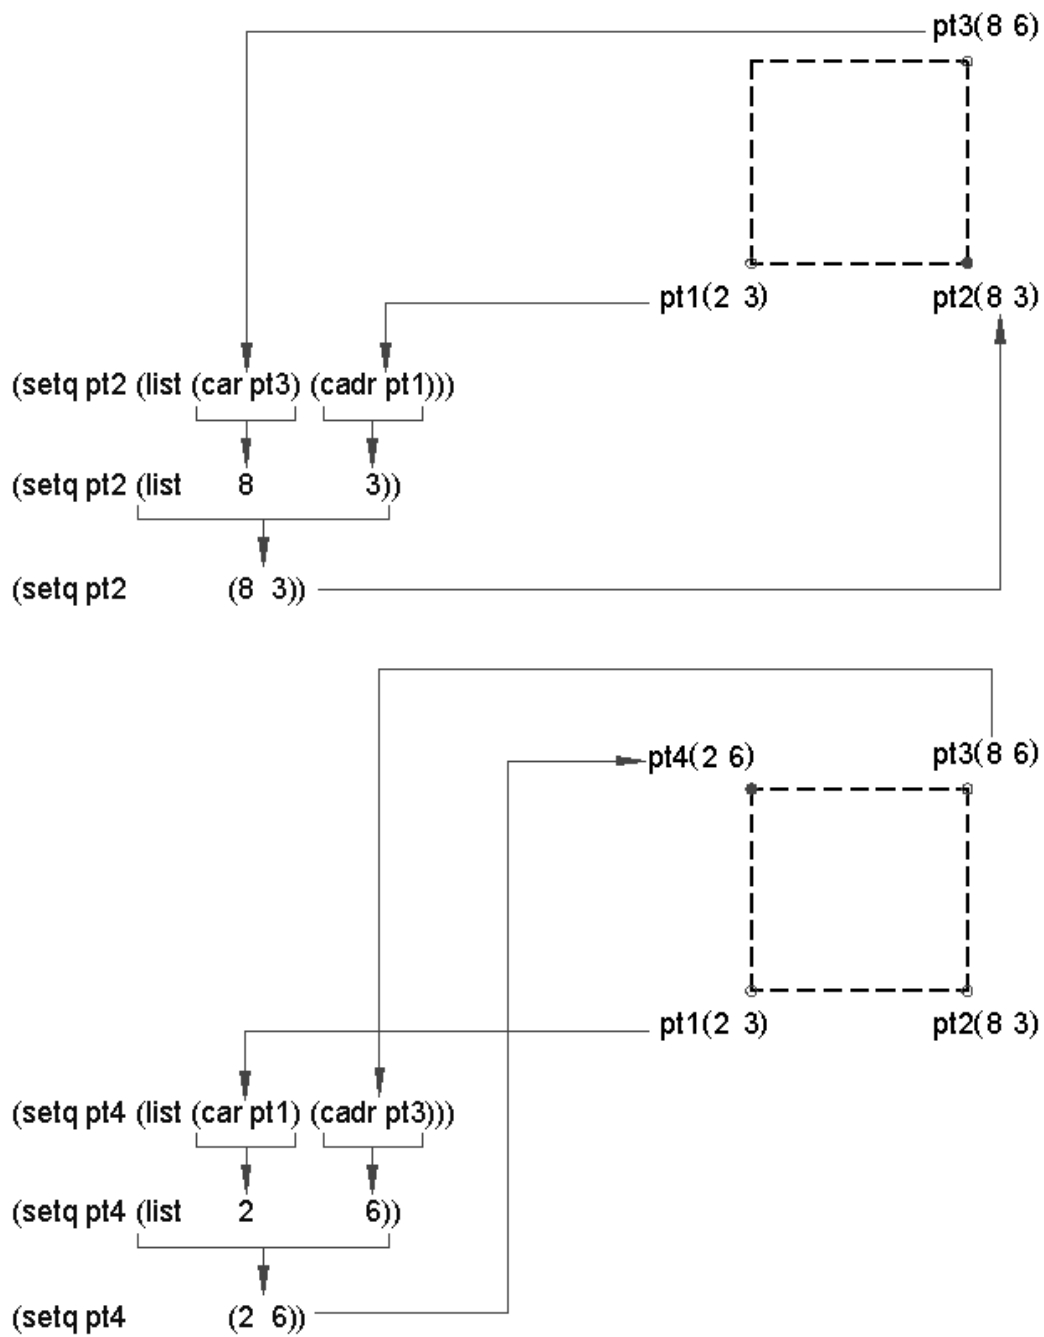 pt3(8 6)
pt1(2 3)
pt2(8 3)
(setq pt2 (list (car pt3) (cadr pt1)))
(setq pt2 (list 8 3))
(setq pt2 (8 3))
pt4(2 6)
pt3(8 6)
pt1(2 3)
pt2(8 3)
(setq pt4 (list (car pt1) (cadr pt3)))
(setq pt4 (list 2 6))
(setq pt4 (2 6))